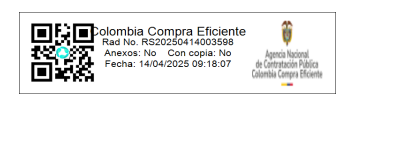 Colombia Compra Eficiente
Rad No. RS20250414003598
Anexos: No    Con copia: No
Fecha: 14/04/2025 09:18:07
Agencia Nacional
de Contratación Pública
Colombia Compra Eficiente